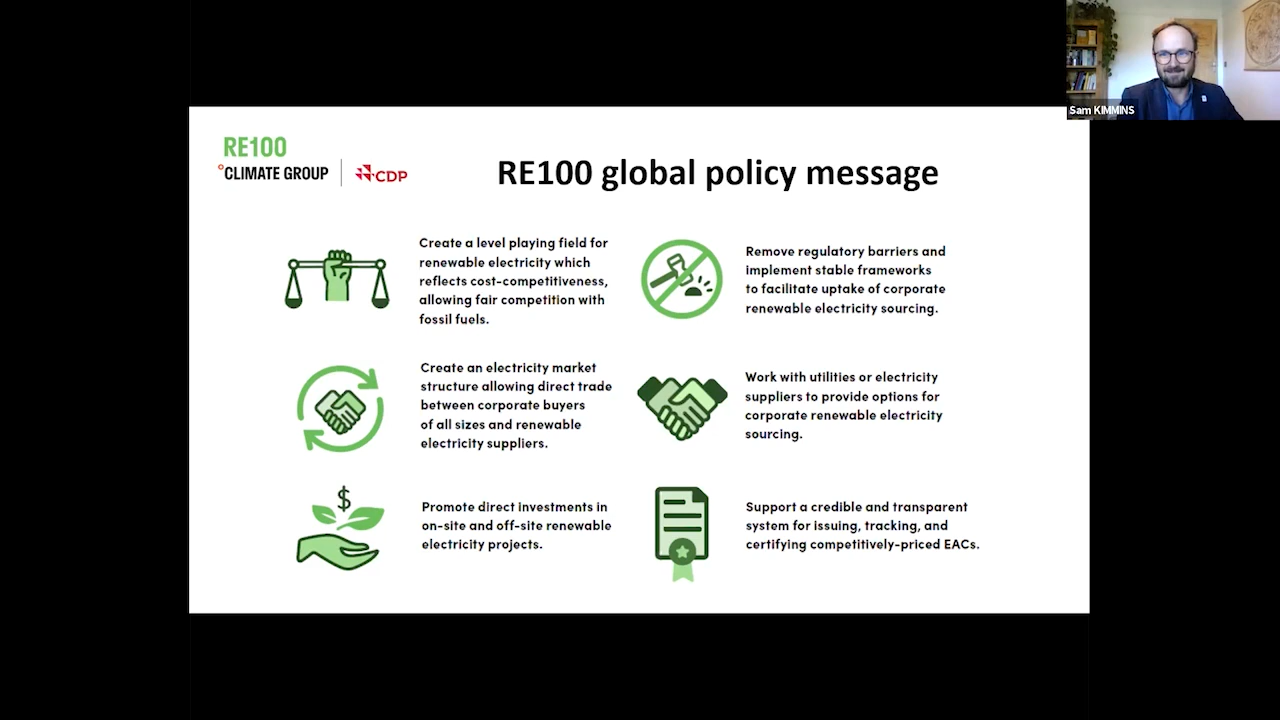 Sam KIMMINS
RE100
°CLIMATE GROUP
CDP
RE100 global policy message
Create a level playing field for
renewable electricity which
reflects cost-competitiveness,
allowing fair competition with
fossil fuels.
Remove regulatory barriers and
implement stable frameworks
to facilitate uptake of corporate
renewable electricity sourcing.
Create an electricity market
structure allowing direct trade
between corporate buyers
of all sizes and renewable
electricity suppliers.
Work with utilities or electricity
suppliers to provide options for
corporate renewable electricity
sourcing.
$
Promote direct investments in
on-site and off-site renewable
electricity projects.
Support a credible and transparent
system for issuing, tracking, and
certifying competitively-priced EACs.